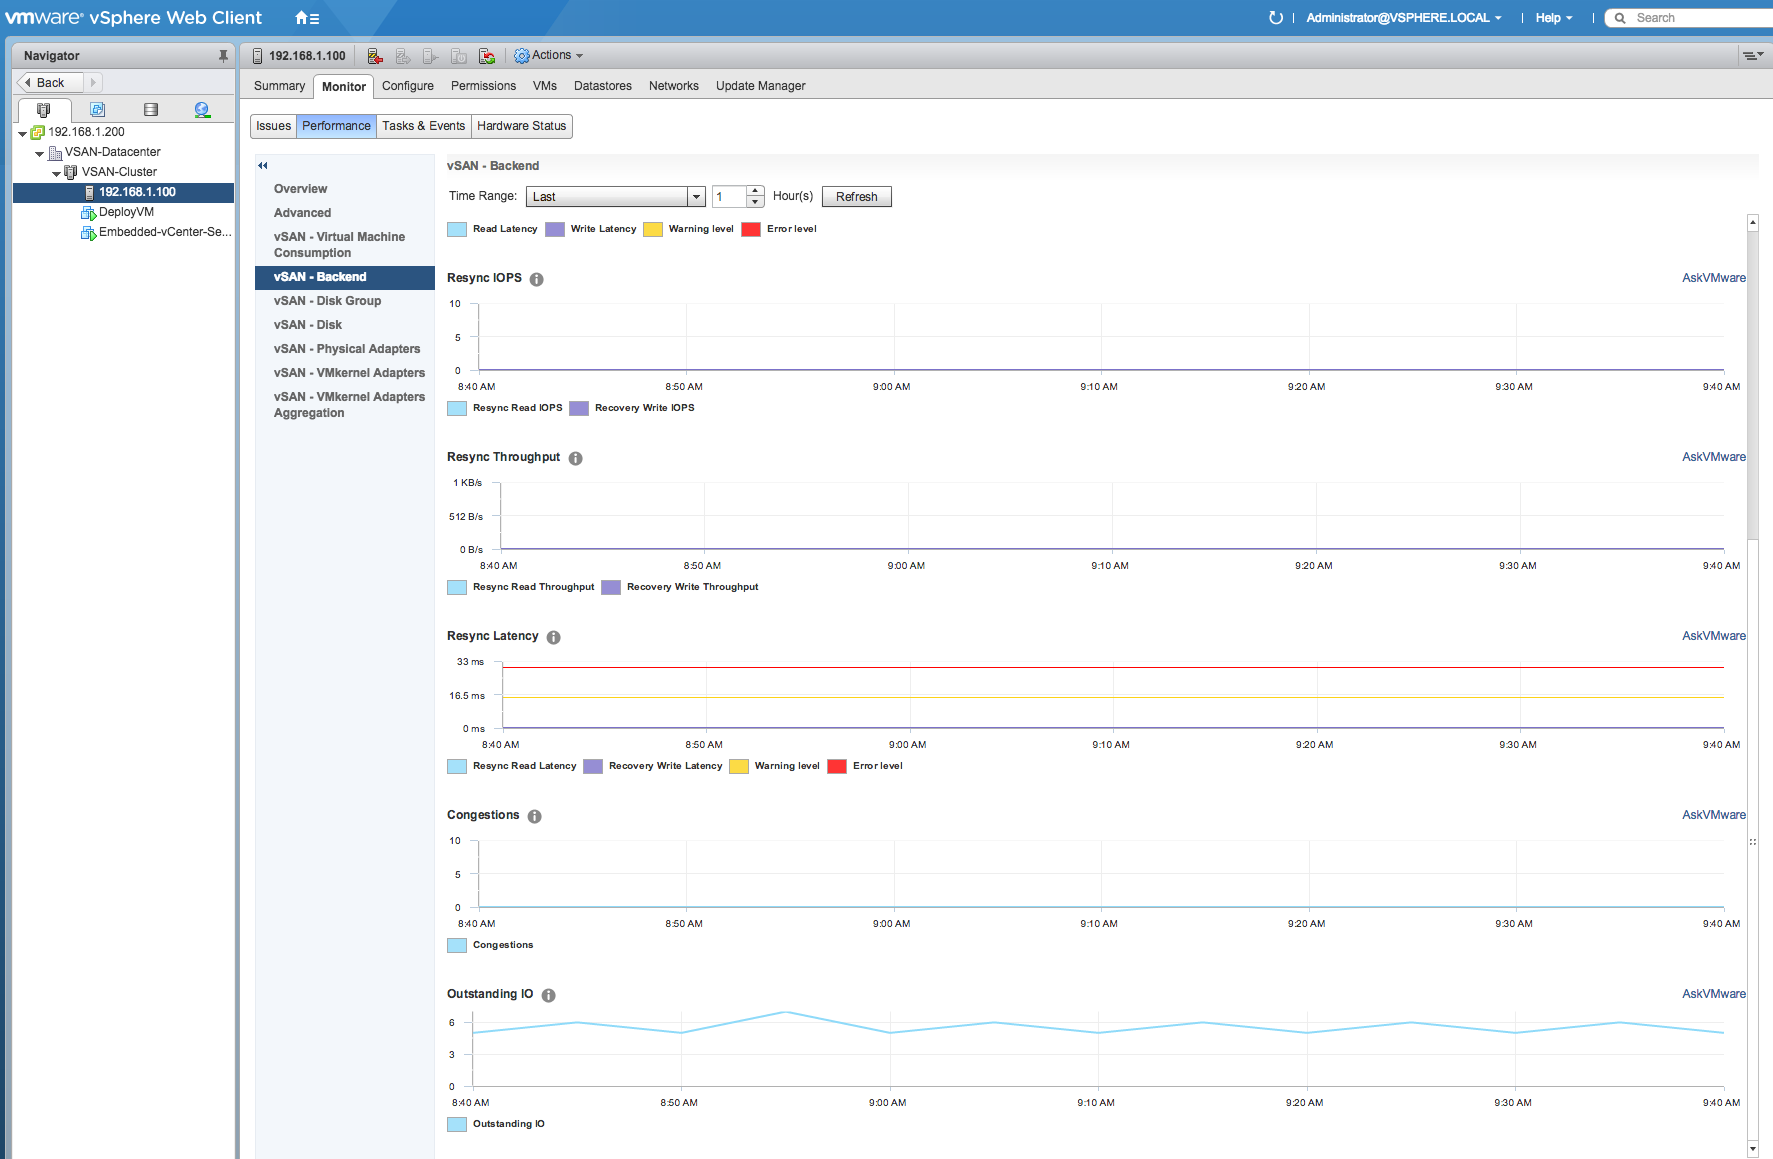 vmware® vSphere Web Client
Administrator@VSPHERE.LOCAL
Help
Search
Navigator
Back
192.168.1.200
VSAN-Datacenter
VSAN-Cluster
192.168.1.100
DeployVM
Embedded-vCenter-Se...
192.168.1.100
Actions
Summary Monitor Configure Permissions VMs Datastores Networks Update Manager
Issues Performance Tasks & Events Hardware Status
Overview
Advanced
vSAN - Virtual Machine
Consumption
vSAN - Backend
vSAN - Disk Group
vSAN - Disk
vSAN - Physical Adapters
vSAN - VMkernel Adapters
vSAN - VMkernel Adapters
Aggregation
vSAN - Backend
Time Range: Last 1 Hour(s) Refresh
Read Latency Write Latency Warning level Error level
Resync IOPS AskVMware
10
5
0
8:40 AM 8:50 AM 9:00 AM 9:10 AM 9:20 AM 9:30 AM 9:40 AM
Resync Read IOPS Recovery Write IOPS
Resync Throughput AskVMware
1 KB/s
512 B/s
0 B/s
8:40 AM 8:50 AM 9:00 AM 9:10 AM 9:20 AM 9:30 AM 9:40 AM
Resync Read Throughput Recovery Write Throughput
Resync Latency AskVMware
33 ms
16.5 ms
0 ms
8:40 AM 8:50 AM 9:00 AM 9:10 AM 9:20 AM 9:30 AM 9:40 AM
Resync Read Latency Recovery Write Latency Warning level Error level
Congestions AskVMware
10
5
0
8:40 AM 8:50 AM 9:00 AM 9:10 AM 9:20 AM 9:30 AM 9:40 AM
Congestions
Outstanding IO AskVMware
6
3
0
8:40 AM 8:50 AM 9:00 AM 9:10 AM 9:20 AM 9:30 AM 9:40 AM
Outstanding IO